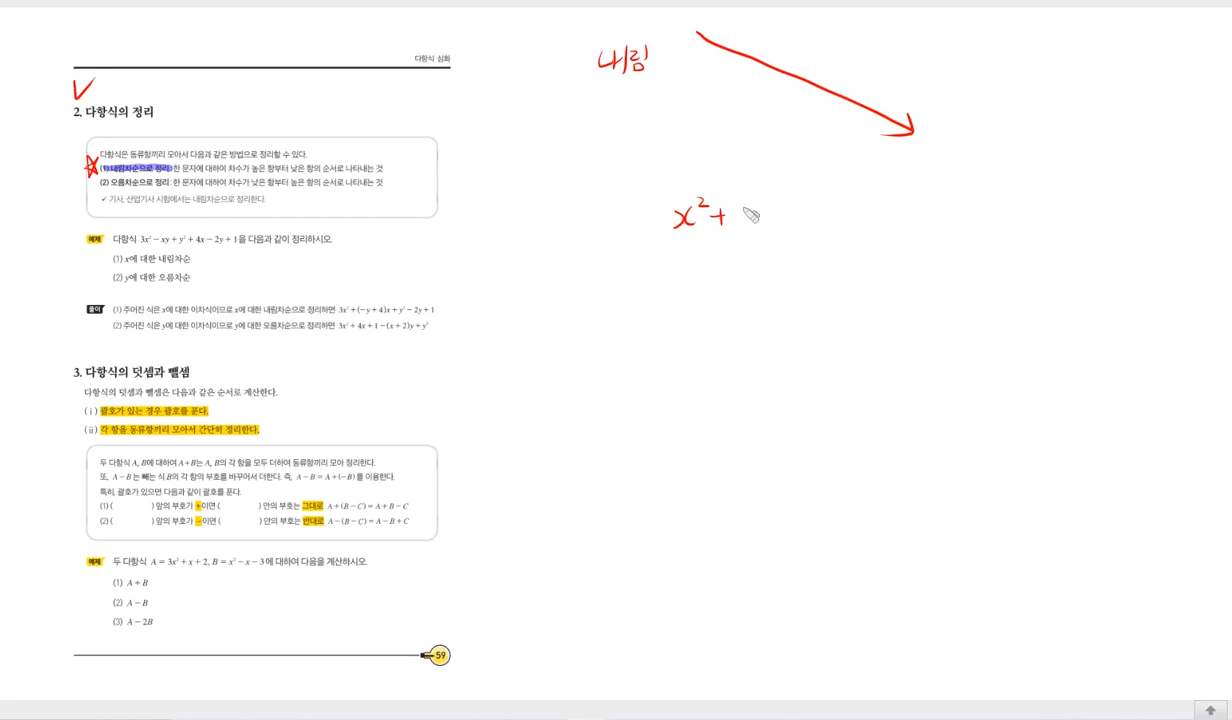 다항식 심화
내림
2. 다항식의 정리
다항식은 동류항끼리 모아서 다음과 같은 방법으로 정리할 수 있다.
(1) 내림차순으로 정리: 한 문자에 대하여 차수가 높은 항부터 낮은 항의 순서로 나타내는 것
(2) 오름차순으로 정리: 한 문자에 대하여 차수가 낮은 항부터 높은 항의 순서로 나타내는 것
✓ 기사, 산업기사 시험에서는 내림차순으로 정리한다.
x² +
예제 다항식 3x² − xy + y² + 4x − 2y + 1을 다음과 같이 정리하시오.
(1) x에 대한 내림차순
(2) y에 대한 오름차순
풀이 (1) 주어진 식은 x에 대한 이차식이므로 x에 대한 내림차순으로 정리하면 3x² + (−y + 4)x + y² − 2y + 1
(2) 주어진 식은 y에 대한 이차식이므로 y에 대한 오름차순으로 정리하면 3x² + 4x + 1 − (x + 2)y + y²
3. 다항식의 덧셈과 뺄셈
다항식의 덧셈과 뺄셈은 다음과 같은 순서로 계산한다.
(ⅰ) 괄호가 있는 경우 괄호를 푼다.
(ⅱ) 각 항을 동류항끼리 모아서 간단히 정리한다.
두 다항식 A, B에 대하여 A+B는 A, B의 각 항을 모두 더하여 동류항끼리 모아 정리한다.
또, A − B는 빼는 식 B의 각 항의 부호를 바꾸어서 더한다. 즉, A − B = A + (−B)를 이용한다.
특히, 괄호가 있으면 다음과 같이 괄호를 푼다.
(1) ( ) 앞의 부호가 +이면 ( ) 안의 부호는 그대로 A + (B − C) = A + B − C
(2) ( ) 앞의 부호가 −이면 ( ) 안의 부호는 반대로 A − (B − C) = A − B + C
예제 두 다항식 A = 3x² + x + 2, B = x² − x − 3에 대하여 다음을 계산하시오.
(1) A + B
(2) A − B
(3) A − 2B
59